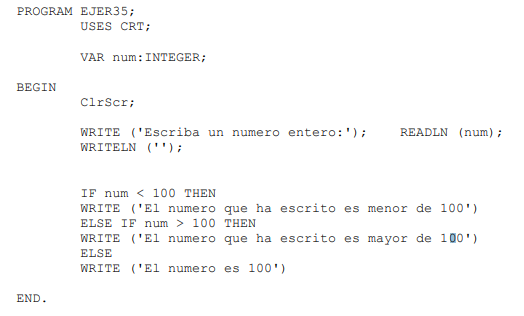 PROGRAM EJER35;
USES CRT;
VAR num:INTEGER;
BEGIN
ClrScr;
WRITE ('Escriba un numero entero:'); READLN (num);
WRITELN ('');
IF num < 100 THEN
WRITE ('El numero que ha escrito es menor de 100')
ELSE IF num > 100 THEN
WRITE ('El numero que ha escrito es mayor de 100')
ELSE
WRITE ('El numero es 100')
END.